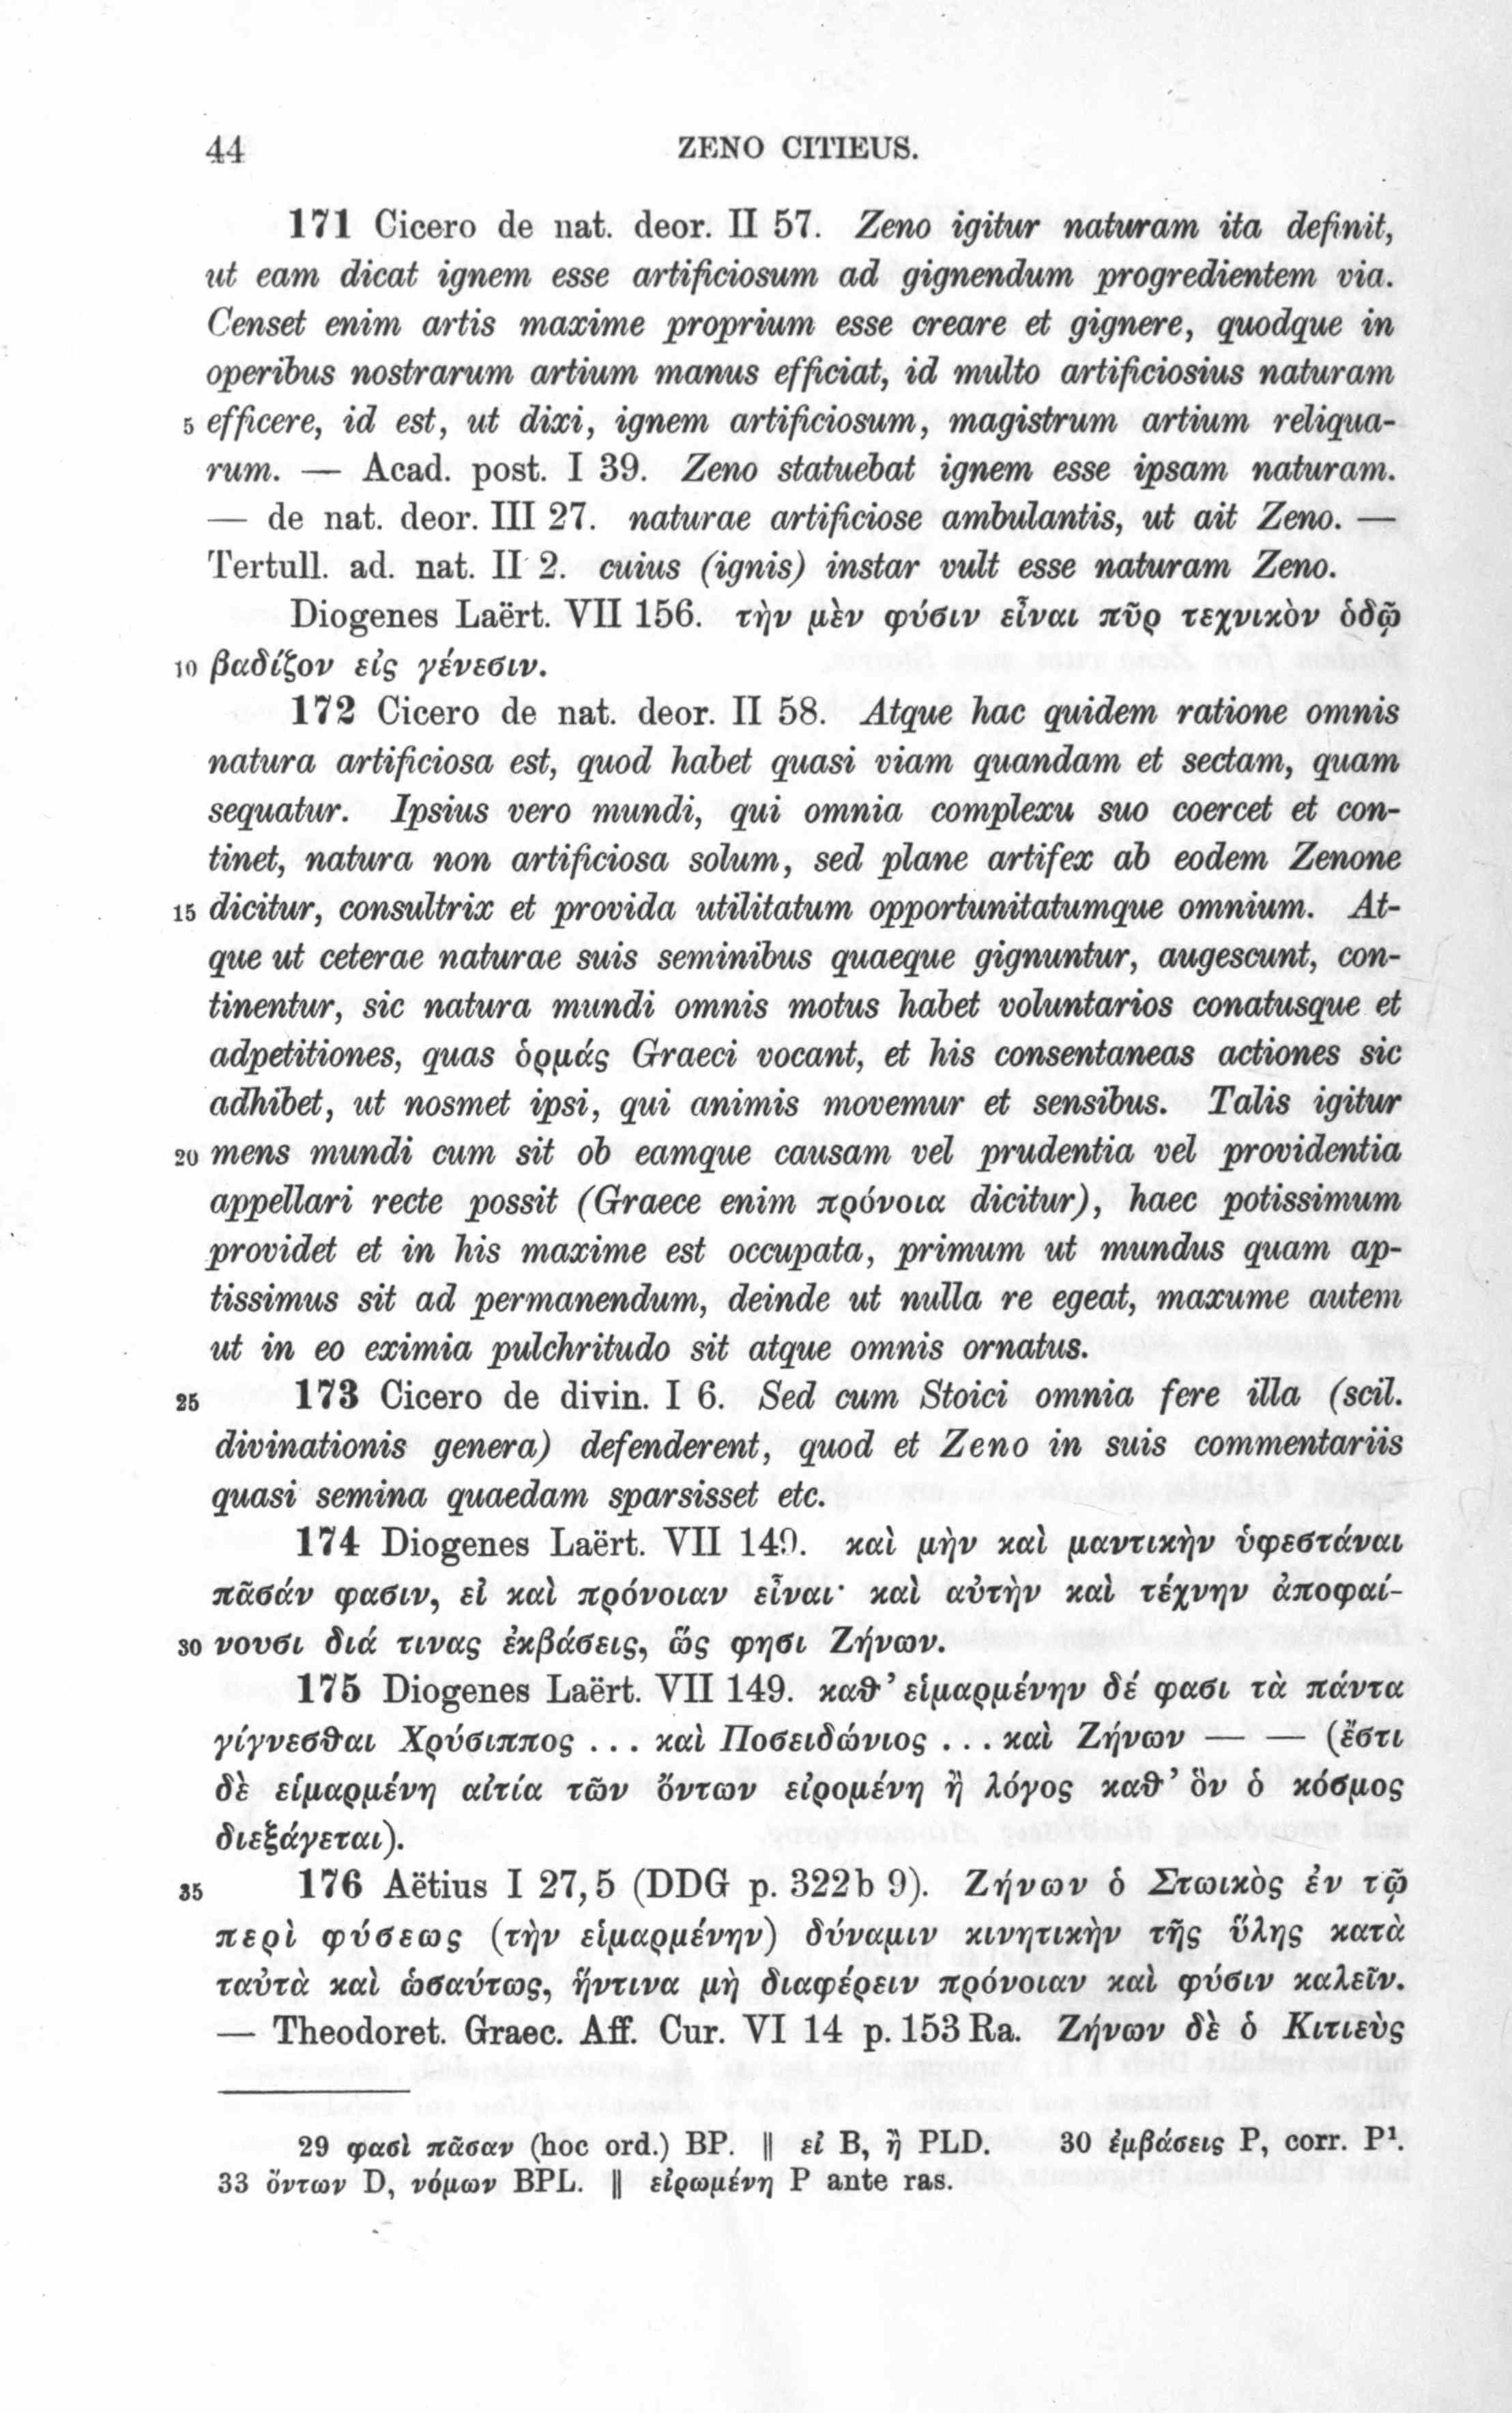 44 ZENO CITIEUS.
171 Cicero de nat. deor. II 57. Zeno igitur naturam ita definit,
ut eam dicat ignem esse artificiosum ad gignendum progredientem via.
Censet enim artis maxime proprium esse creare et gignere, quodque in
operibus nostrarum artium manus efficiat, id multo artificiosius naturam
5 efficere, id est, ut dixi, ignem artificiosum, magistrum artium reliqua-
rum. — Acad. post. I 39. Zeno statuebat ignem esse ipsam naturam.
— de nat. deor. III 27. naturae artificiose ambulantis, ut ait Zeno. —
Tertull. ad. nat. II 2. cuius (ignis) instar vult esse naturam Zeno.
Diogenes Laërt. VII 156. τὴν μὲν φύσιν εἶναι πῦρ τεχνικὸν ὁδῷ
10 βαδίζον εἰς γένεσιν.
172 Cicero de nat. deor. II 58. Atque hac quidem ratione omnis
natura artificiosa est, quod habet quasi viam quandam et sectam, quam
sequatur. Ipsius vero mundi, qui omnia complexu suo coercet et con-
tinet, natura non artificiosa solum, sed plane artifex ab eodem Zenone
15 dicitur, consultrix et provida utilitatum opportunitatumque omnium. At-
que ut ceterae naturae suis seminibus quaeque gignuntur, augescunt, con-
tinentur, sic natura mundi omnis motus habet voluntarios conatusque et
adpetitiones, quas ὁρμάς Graeci vocant, et his consentaneas actiones sic
adhibet, ut nosmet ipsi, qui animis movemur et sensibus. Talis igitur
20 mens mundi cum sit ob eamque causam vel prudentia vel providentia
appellari recte possit (Graece enim πρόνοια dicitur), haec potissimum
providet et in his maxime est occupata, primum ut mundus quam ap-
tissimus sit ad permanendum, deinde ut nulla re egeat, maxume autem
ut in eo eximia pulchritudo sit atque omnis ornatus.
25 173 Cicero de divin. I 6. Sed cum Stoici omnia fere illa (scil.
divinationis genera) defenderent, quod et Zeno in suis commentariis
quasi semina quaedam sparsisset etc.
174 Diogenes Laërt. VII 149. καὶ μὴν καὶ μαντικὴν ὑφεστάναι
πᾶσάν φασιν, εἰ καὶ πρόνοιαν εἶναι· καὶ αὐτὴν καὶ τέχνην ἀποφαί-
30 νουσι διά τινας ἐκβάσεις, ὥς φησι Ζήνων.
175 Diogenes Laërt. VII 149. καθ' εἱμαρμένην δέ φασι τὰ πάντα
γίγνεσθαι Χρύσιππος ... καὶ Ποσειδώνιος ... καὶ Ζήνων — — (ἔστι
δὲ εἱμαρμένη αἰτία τῶν ὄντων εἰρομένη ἢ λόγος καθ' ὃν ὁ κόσμος
διεξάγεται).
35 176 Aëtius I 27,5 (DDG p. 322b 9). Ζήνων ὁ Στωικὸς ἐν τῷ
περὶ φύσεως (τὴν εἱμαρμένην) δύναμιν κινητικὴν τῆς ὕλης κατὰ
ταὐτὰ καὶ ὡσαύτως, ἥντινα μὴ διαφέρειν πρόνοιαν καὶ φύσιν καλεῖν.
— Theodoret. Graec. Aff. Cur. VI 14 p. 153 Ra. Ζήνων δὲ ὁ Κιτιεὺς
29 φασὶ πᾶσαν (hoc ord.) BP. || εἰ B, ἢ PLD. 30 ἐμβάσεις P, corr. P¹.
33 ὄντων D, νόμων BPL. || εἰρωμένη P ante ras.